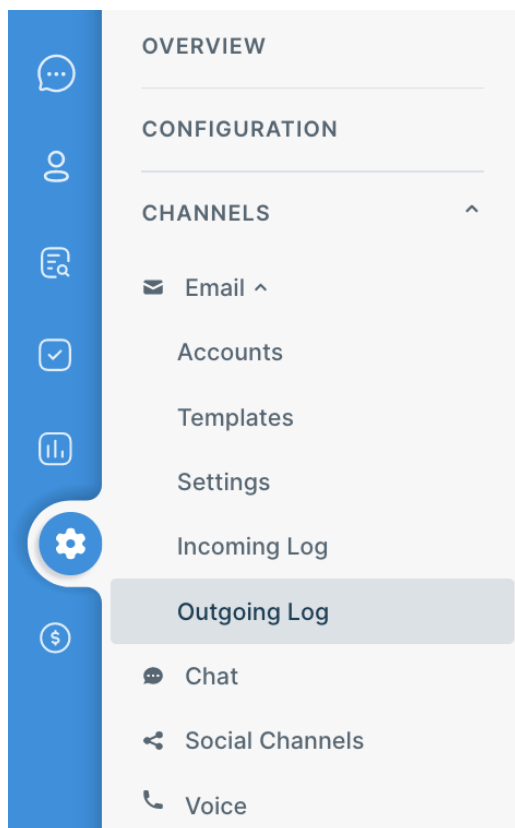 OVERVIEW
CONFIGURATION
CHANNELS
Email
Accounts
Templates
Settings
Incoming Log
Outgoing Log
Chat
Social Channels
Voice